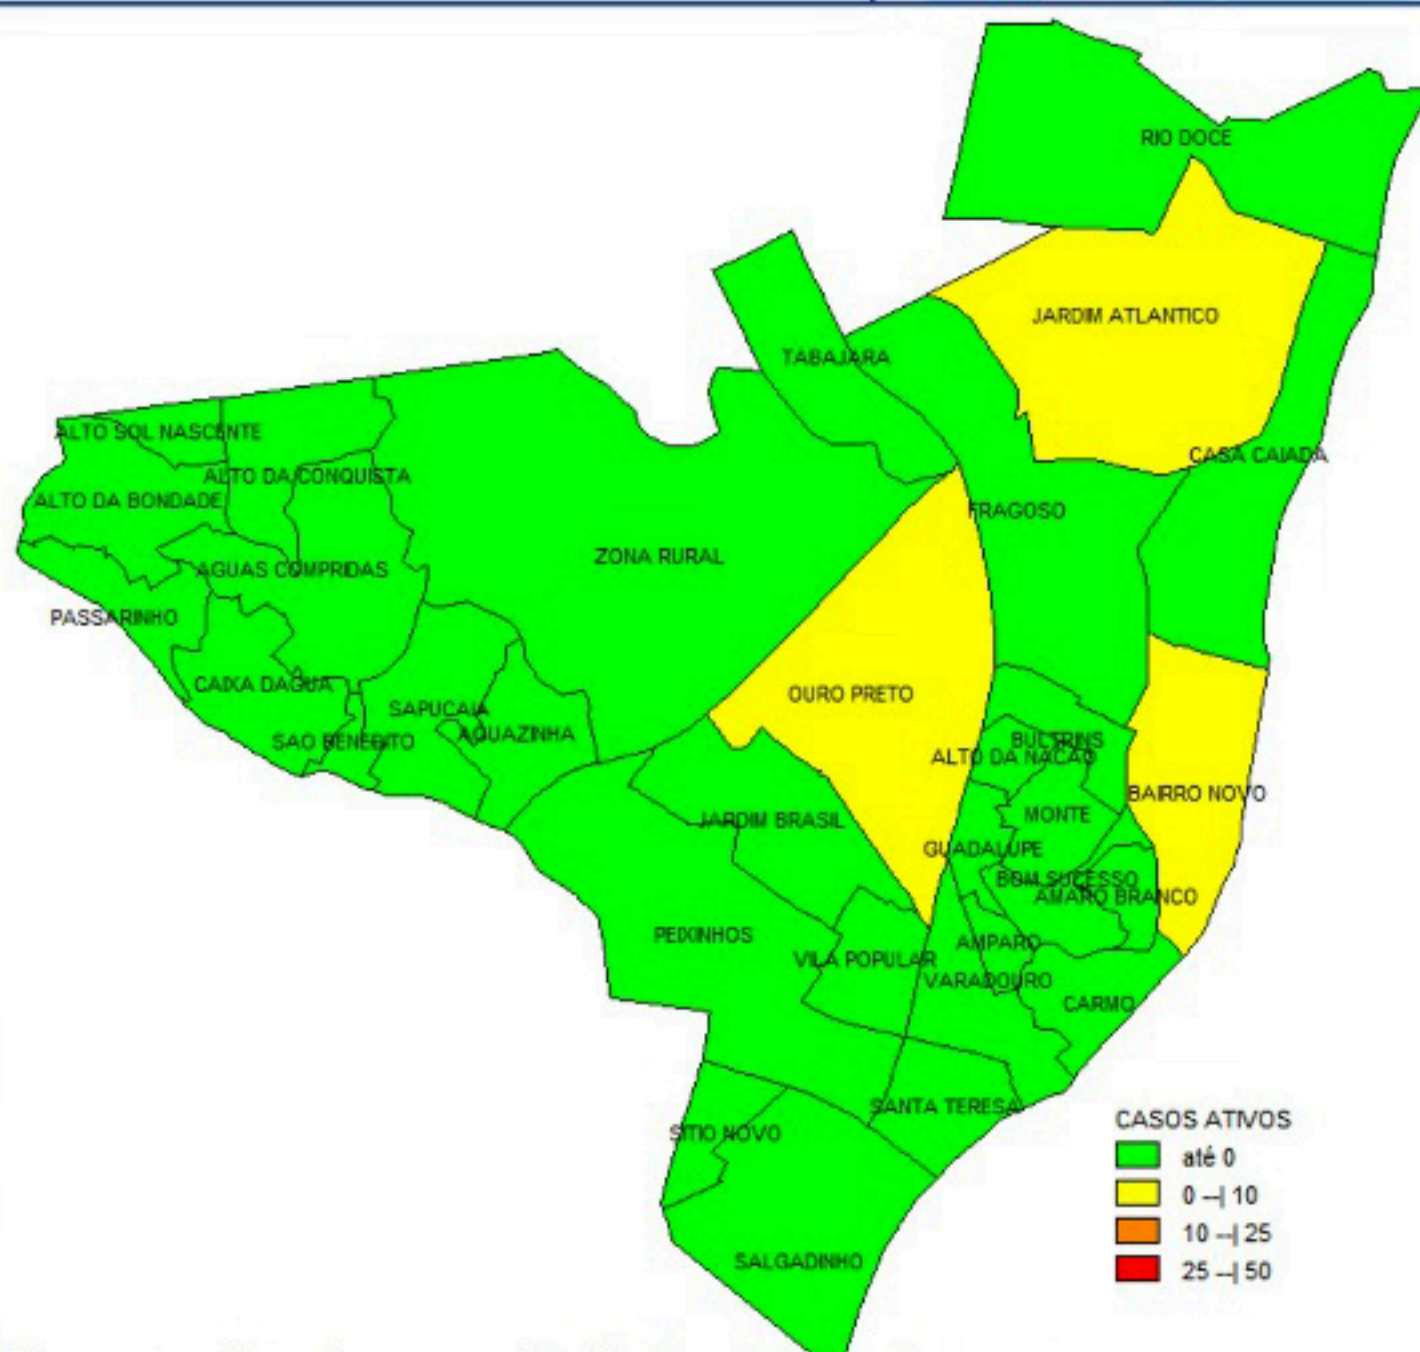 RIO DOCE
JARDIM ATLANTICO
TABAJARA
ALTO SOL NASCENTE
CASA CAIADA
ALTO DA CONQUISTA
ALTO DA BONDADE
FRAGOSO
ZONA RURAL
AGUAS COMPRIDAS
PASSARINHO
CAIXA DAGUA
OURO PRETO
SAPUCAIA
AGUAZINHA
SAO BENEDITO
BULTRINS
ALTO DA NACAO
BAIRRO NOVO
MONTE
JARDIM BRASIL
GUADALUPE
BOM SUCESSO
AMARO BRANCO
PEIXINHOS
AMPARO
VILA POPULAR
VARADOURO
CARMO
SANTA TERESA
SITIO NOVO
SALGADINHO
CASOS ATIVOS
até 0
0 --| 10
10 --| 25
25 --| 50